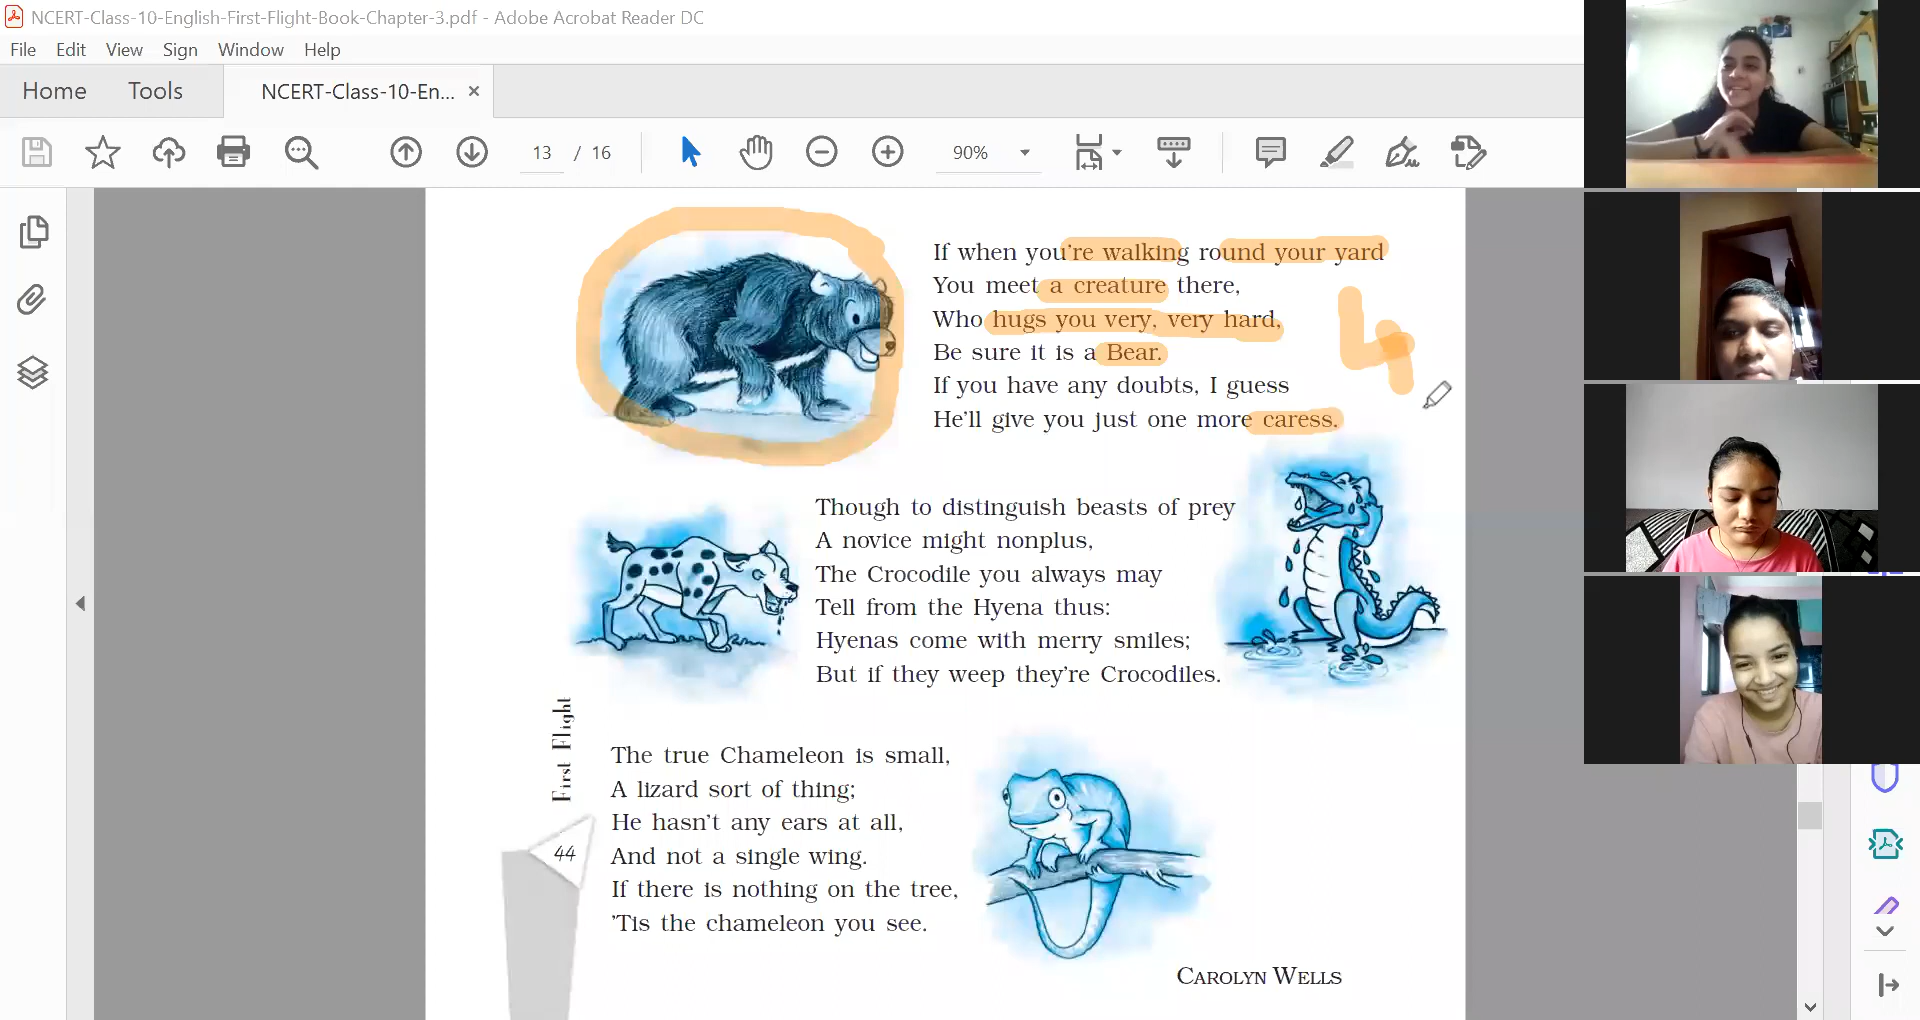 NCERT-Class-10-English-First-Flight-Book-Chapter-3.pdf - Adobe Acrobat Reader DC
File Edit View Sign Window Help
Home Tools NCERT-Class-10-En... ×
13 / 16 90%
If when you're walking round your yard
You meet a creature there,
Who hugs you very, very hard,
Be sure it is a Bear.
If you have any doubts, I guess
He'll give you just one more caress.
4
Though to distinguish beasts of prey
A novice might nonplus,
The Crocodile you always may
Tell from the Hyena thus:
Hyenas come with merry smiles;
But if they weep they're Crocodiles.
The true Chameleon is small,
A lizard sort of thing;
He hasn't any ears at all,
And not a single wing.
If there is nothing on the tree,
'Tis the chameleon you see.
CAROLYN WELLS
First Flight
44